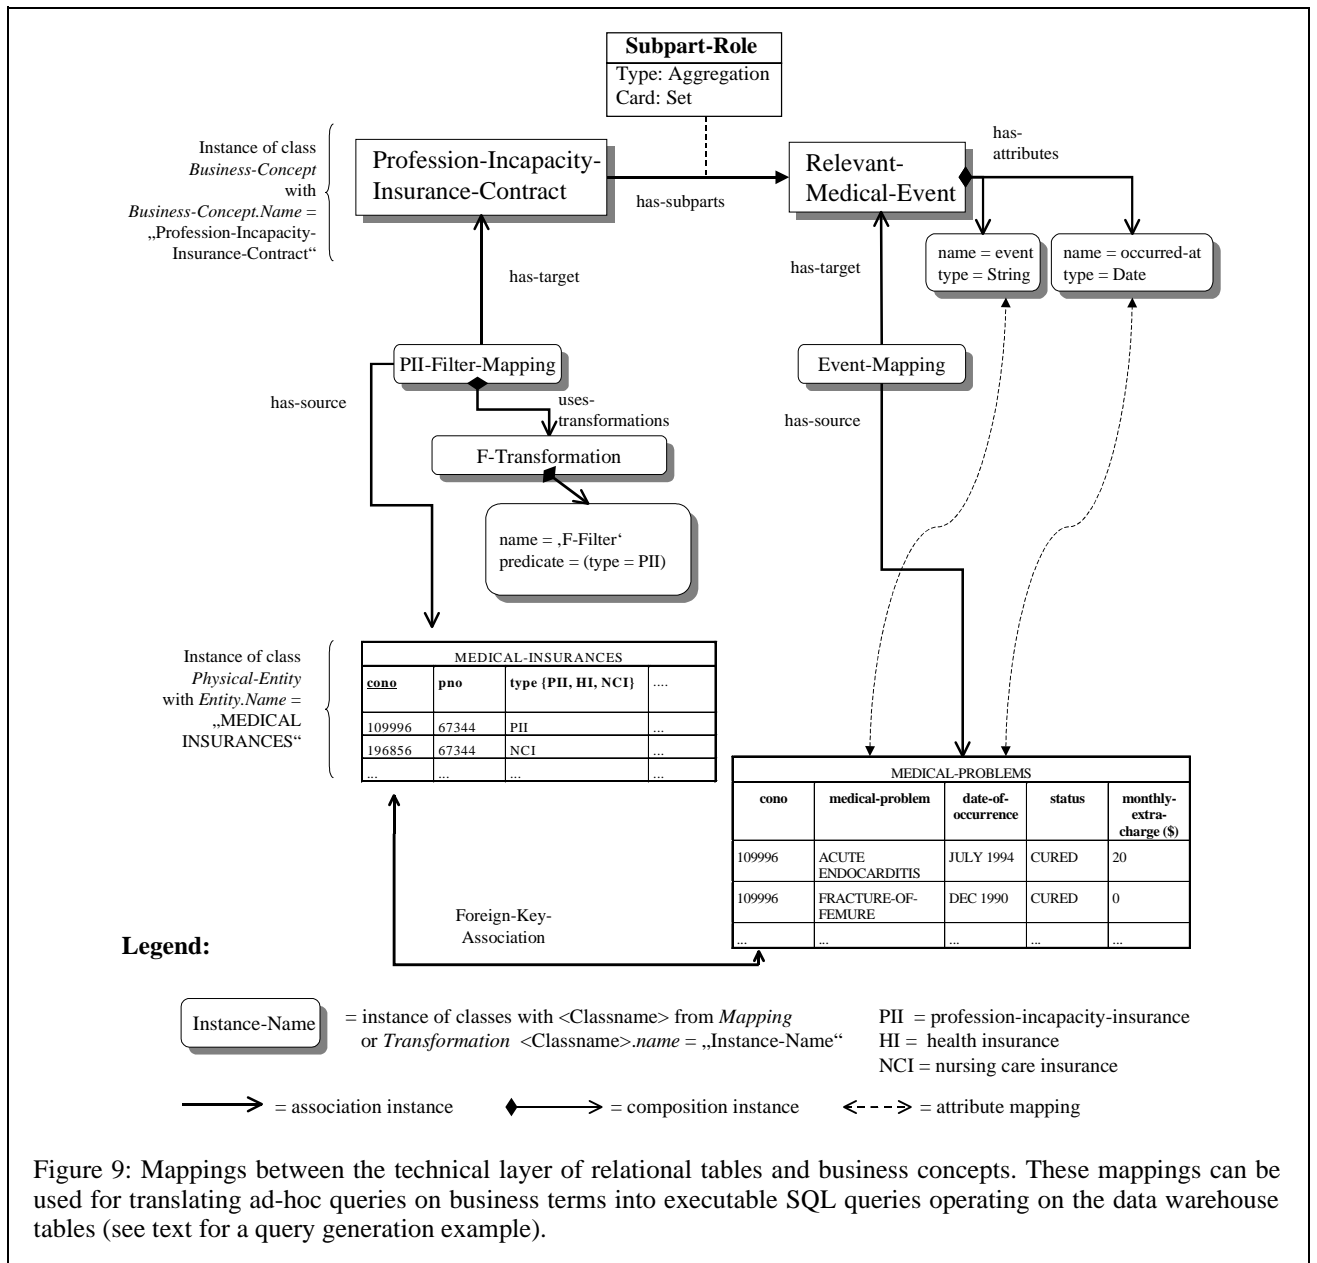 Subpart-Role
Type: Aggregation
Card: Set
Instance of class
Business-Concept
with
Business-Concept.Name =
„Profession-Incapacity-
Insurance-Contract“
Profession-Incapacity-
Insurance-Contract
has-subparts
Relevant-
Medical-Event
has-
attributes
name = event
type = String
name = occurred-at
type = Date
has-target
has-target
PII-Filter-Mapping
Event-Mapping
has-source
uses-
transformations
has-source
F-Transformation
name = ‚F-Filter‘
predicate = (type = PII)
Instance of class
Physical-Entity
with Entity.Name =
„MEDICAL
INSURANCES“
MEDICAL-INSURANCES
cono pno type {PII, HI, NCI} ....
109996 67344 PII ...
196856 67344 NCI ...
... ... ... ...
MEDICAL-PROBLEMS
cono medical-problem date-of-occurrence status monthly-extra-charge ($)
109996 ACUTE ENDOCARDITIS JULY 1994 CURED 20
109996 FRACTURE-OF-FEMURE DEC 1990 CURED 0
... ... ... ... ...
Foreign-Key-
Association
Legend:
Instance-Name
= instance of classes with <Classname> from Mapping
or Transformation <Classname>.name = „Instance-Name“
PII = profession-incapacity-insurance
HI = health insurance
NCI = nursing care insurance
= association instance
= composition instance
= attribute mapping
Figure 9: Mappings between the technical layer of relational tables and business concepts. These mappings can be
used for translating ad-hoc queries on business terms into executable SQL queries operating on the data warehouse
tables (see text for a query generation example).